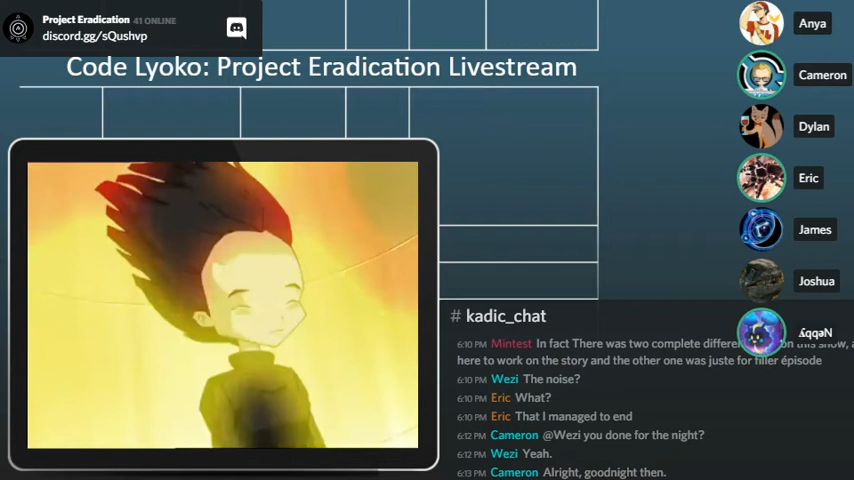 Project Eradication 41 ONLINE
discord.gg/sQushvp
Code Lyoko: Project Eradication Livestream
Anya
Cameron
Dylan
Eric
James
Joshua
# kadic_chat
6:10 PM Mintest In fact There was two complete on this show, a
here to work on the story and the other one was juste for filler épisode
6:10 PM Wezi The noise?
6:10 PM Eric What?
6:10 PM Eric That I managed to end
6:12 PM Cameron @Wezi you done for the night?
6:12 PM Wezi Yeah.
6:13 PM Cameron Alright, goodnight then.